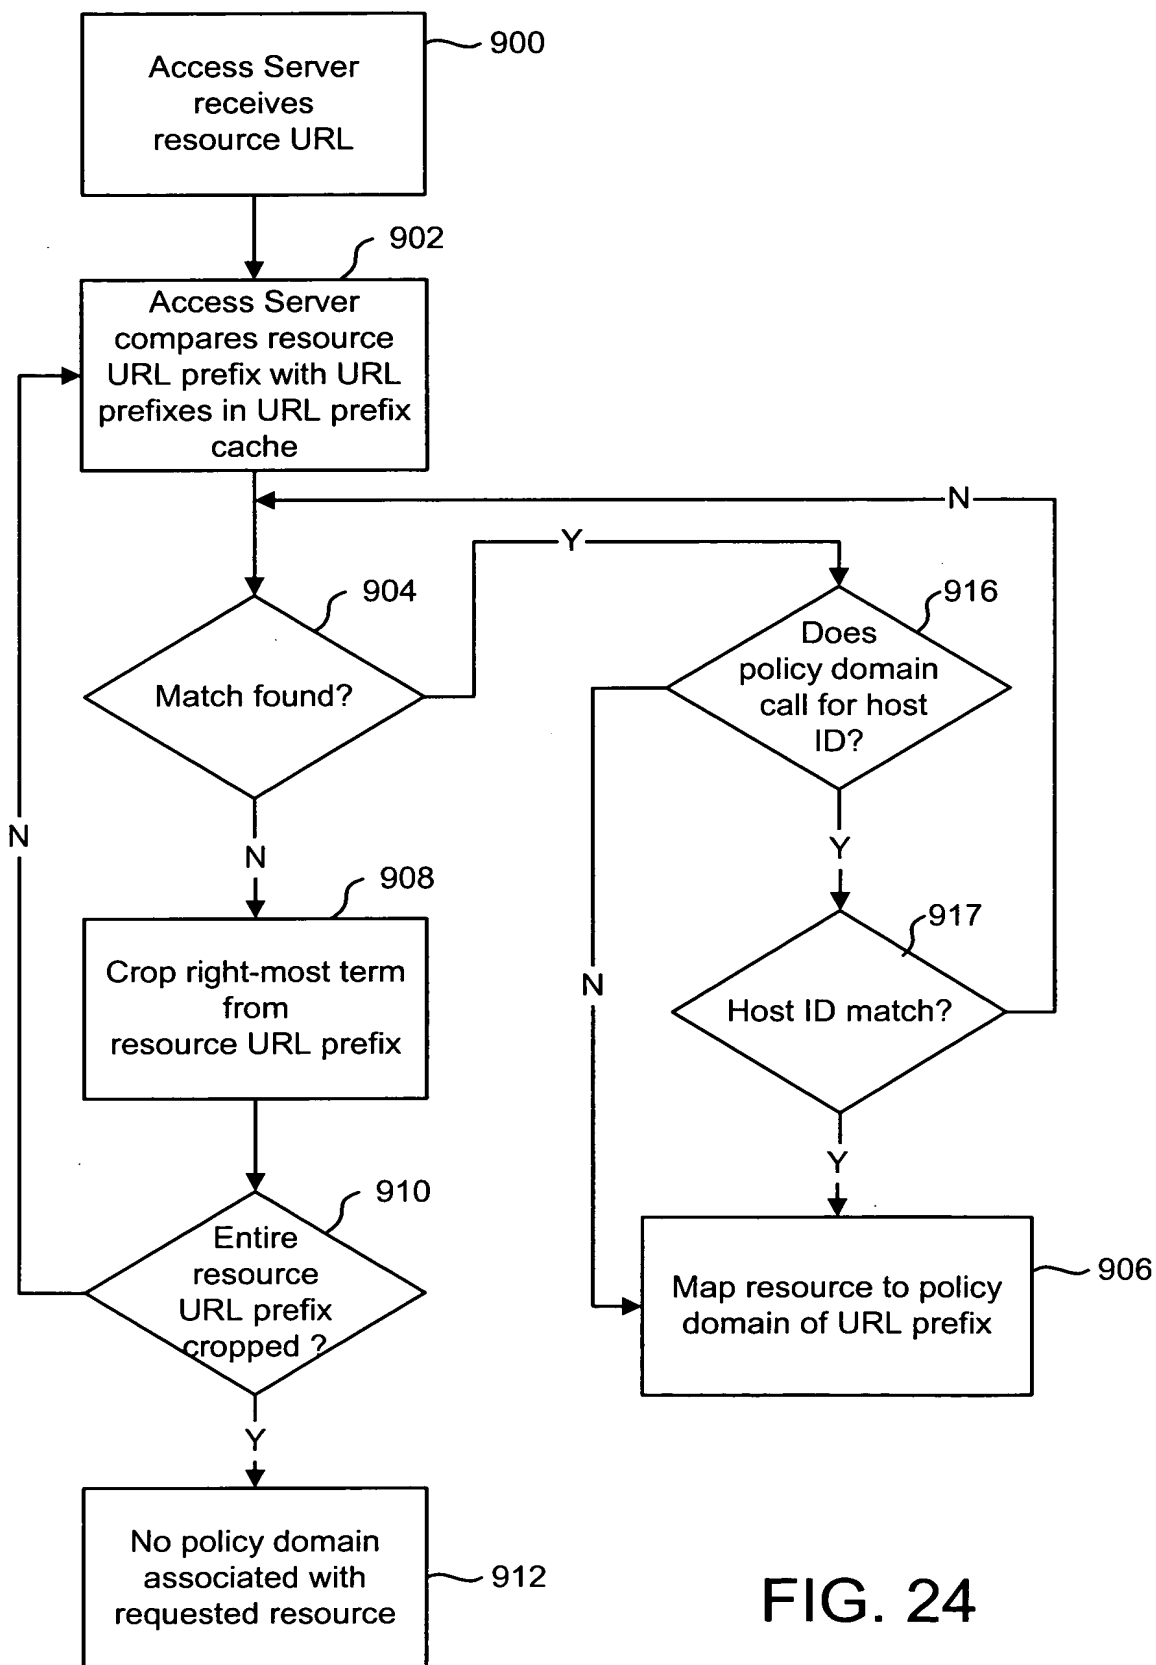 900
Access Server
receives
resource URL
902
Access Server
compares resource
URL prefix with URL
prefixes in URL prefix
cache
N
Y
904
Match found?
916
Does
policy domain
call for host
ID?
N
N
Y
908
Crop right-most term
from
resource URL prefix
N
917
Host ID match?
Y
910
Entire
resource
URL prefix
cropped ?
906
Map resource to policy
domain of URL prefix
Y
912
No policy domain
associated with
requested resource
FIG. 24